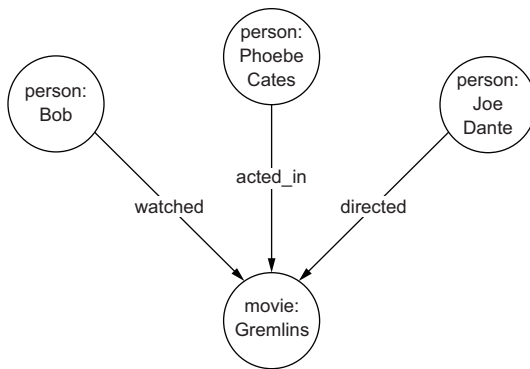 person:
Phoebe
Cates
person:
Bob
person:
Joe
Dante
acted_in
watched
directed
movie:
Gremlins